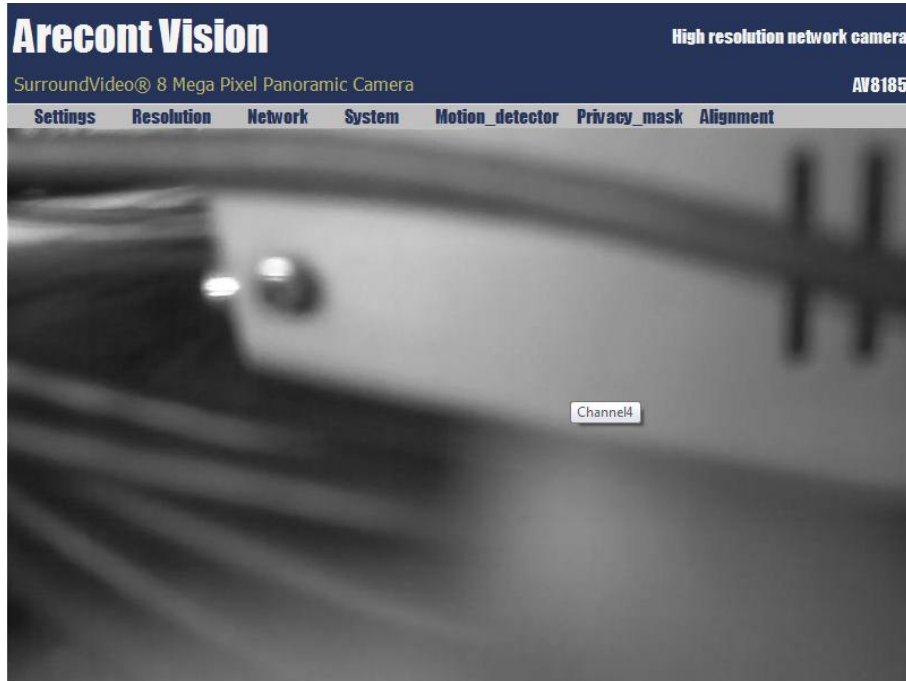 Arecont Vision
High resolution network camera
SurroundVideo® 8 Mega Pixel Panoramic Camera
AV8185
Settings Resolution Network System Motion_detector Privacy_mask Alignment
Channel4